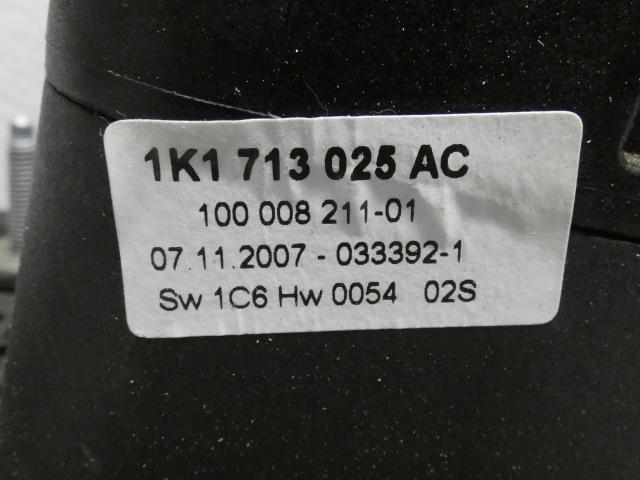 1K1 713 025 AC
100 008 211-01
07.11.2007 - 033392-1
Sw 1C6 Hw 0054 02S